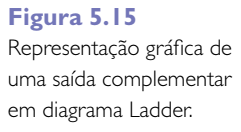 Figura 5.15
Representação gráfica de
uma saída complementar
em diagrama Ladder.